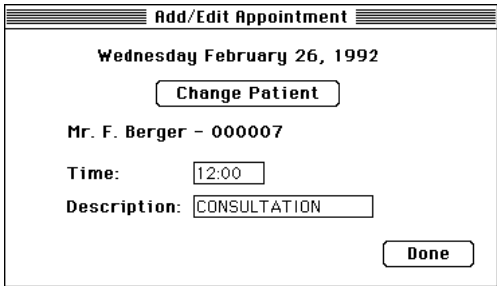 Add/Edit Appointment
Wednesday February 26, 1992
Change Patient
Mr. F. Berger - 000007
Time: 12:00
Description: CONSULTATION
Done